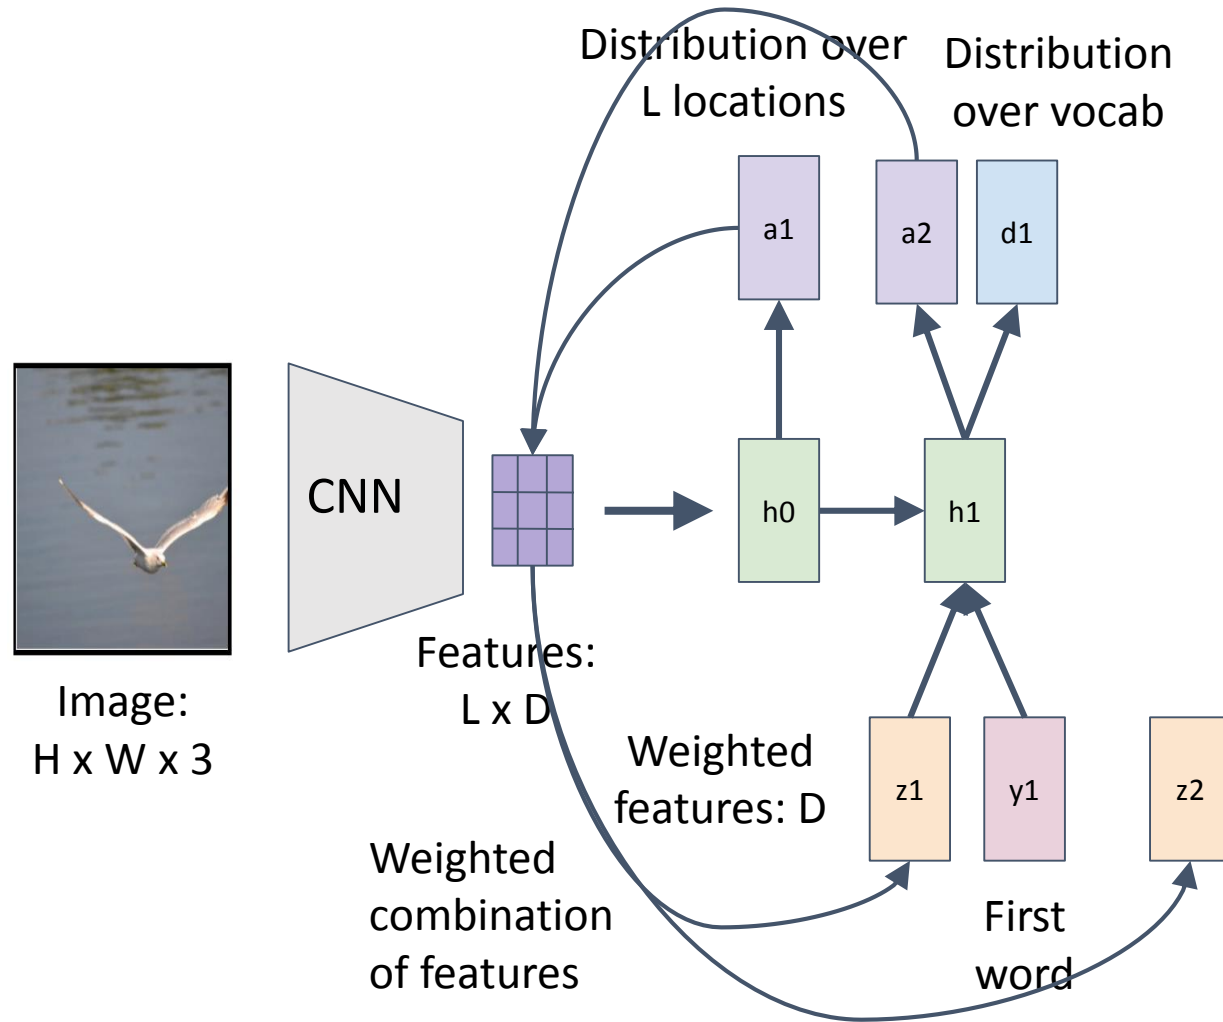 Distribution over
L locations
Distribution
over vocab
a1
a2
d1
CNN
h0
h1
Features:
L x D
Image:
H x W x 3
Weighted
features: D
z1
y1
z2
Weighted
combination
of features
First
word